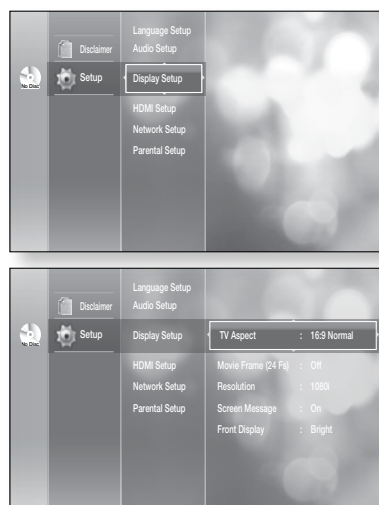 Language Setup
Disclaimer Audio Setup
No Disc Setup Display Setup
HDMI Setup
Network Setup
Parental Setup
Language Setup
Disclaimer Audio Setup
No Disc Setup Display Setup TV Aspect : 16:9 Normal
HDMI Setup Movie Frame (24 Fs) : Off
Network Setup Resolution : 1080i
Parental Setup Screen Message : On
Front Display : Bright